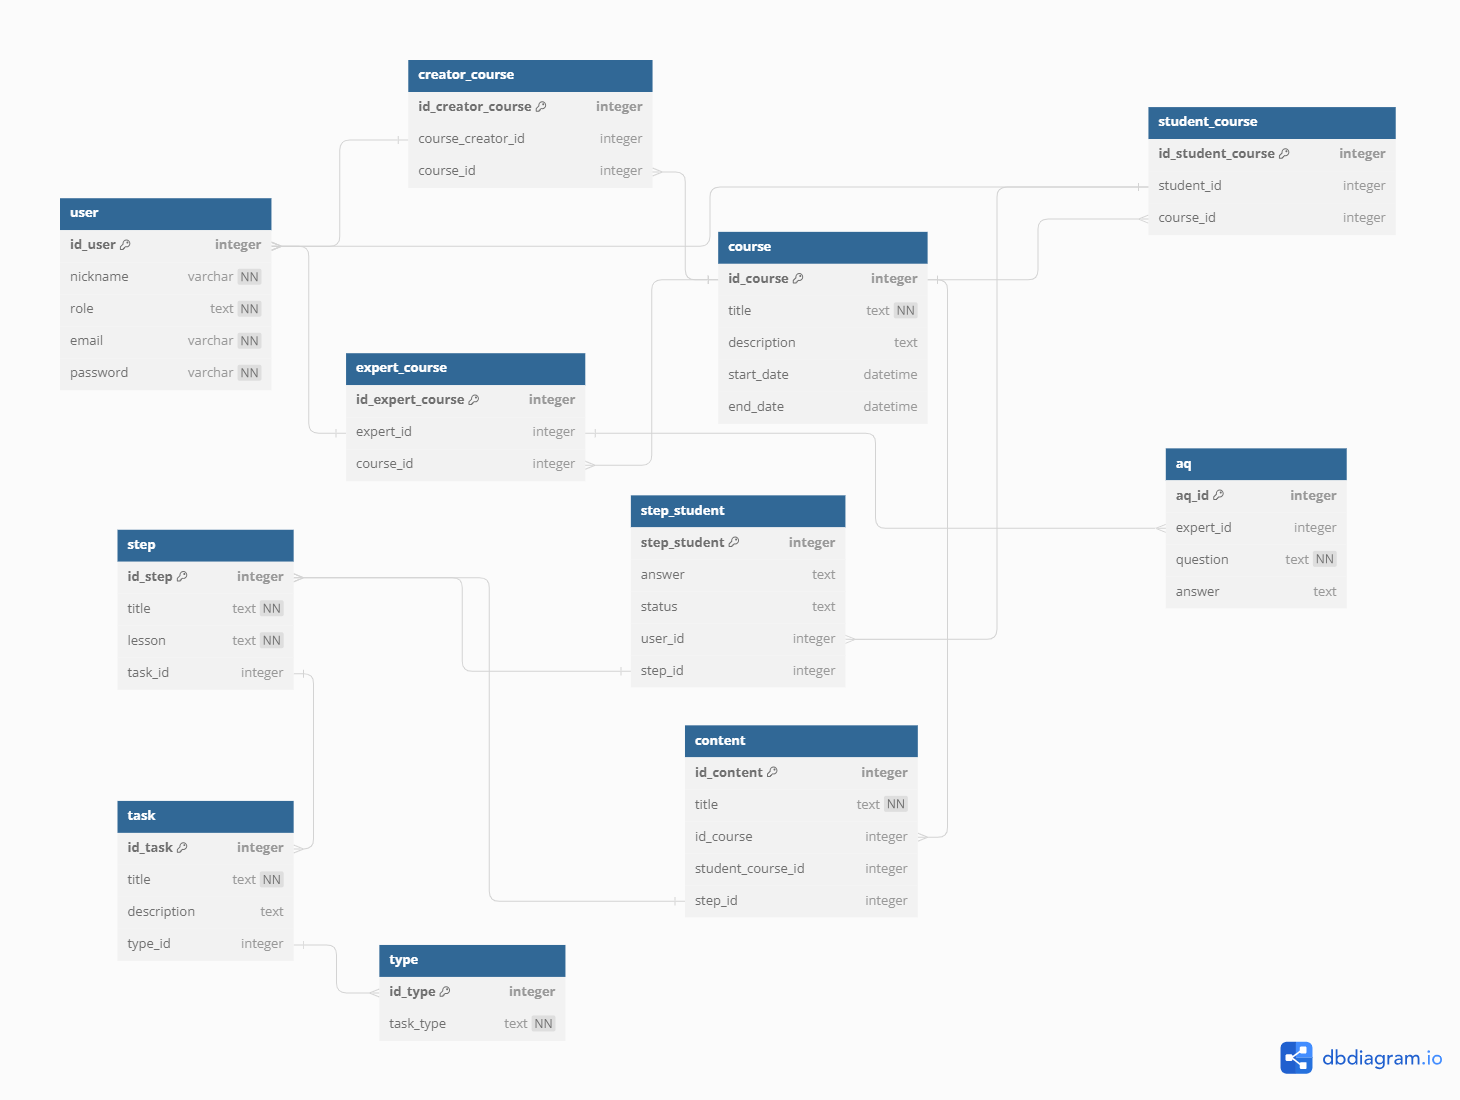 creator_course
id_creator_course integer
course_creator_id integer
course_id integer
student_course
id_student_course integer
student_id integer
course_id integer
user
id_user integer
nickname varchar NN
role text NN
email varchar NN
password varchar NN
course
id_course integer
title text NN
description text
start_date datetime
end_date datetime
expert_course
id_expert_course integer
expert_id integer
course_id integer
aq
aq_id integer
expert_id integer
question text NN
answer text
step_student
step_student integer
answer text
status text
user_id integer
step_id integer
step
id_step integer
title text NN
lesson text NN
task_id integer
content
id_content integer
title text NN
id_course integer
student_course_id integer
step_id integer
task
id_task integer
title text NN
description text
type_id integer
type
id_type integer
task_type text NN
dbdiagram.io